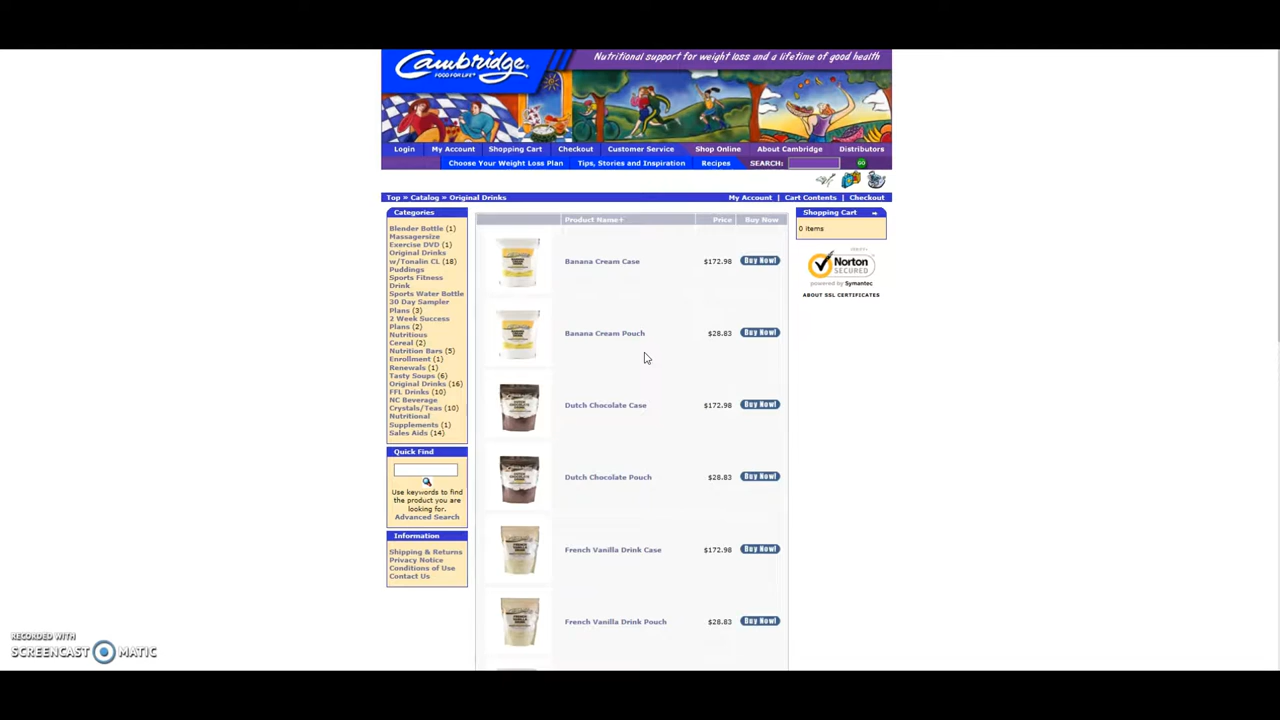 Cambridge
FOOD FOR LIFE
Nutritional support for weight loss and a lifetime of good health
Login My Account Shopping Cart Checkout Customer Service Shop Online About Cambridge Distributors
Choose Your Weight Loss Plan Tips, Stories and Inspiration Recipes SEARCH: GO
Top » Catalog » Original Drinks
My Account | Cart Contents | Checkout
Categories
Blender Bottle (1)
Massagersize
Exercise DVD (1)
Original Drinks
w/Tonalin CL (18)
Puddings
Sports Fitness
Drink
Sports Water Bottle
30 Day Sampler
Plans (3)
2 Week Success
Plans (2)
Nutritious
Cereal (2)
Nutrition Bars (5)
Enrollment (1)
Renewals (1)
Tasty Soups (6)
Original Drinks (16)
FFL Drinks (10)
NC Beverage
Crystals/Teas (10)
Nutritional
Supplements (1)
Sales Aids (14)
Quick Find
Use keywords to find
the product you are
looking for.
Advanced Search
Information
Shipping & Returns
Privacy Notice
Conditions of Use
Contact Us
Product Name+ Price Buy Now
Banana Cream Case $172.98 Buy Now!
Banana Cream Pouch $28.83 Buy Now!
Dutch Chocolate Case $172.98 Buy Now!
Dutch Chocolate Pouch $28.83 Buy Now!
French Vanilla Drink Case $172.98 Buy Now!
French Vanilla Drink Pouch $28.83 Buy Now!
Shopping Cart
0 items
Norton
SECURED
powered by Symantec
ABOUT SSL CERTIFICATES
RECORDED WITH
SCREENCAST MATIC